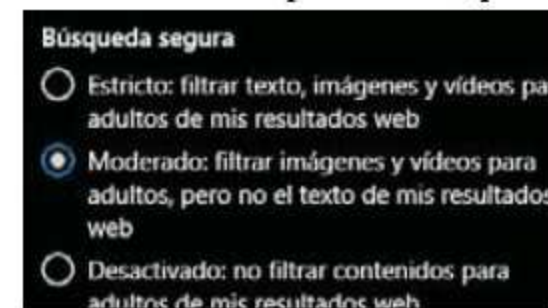 Búsqueda segura
Estricto: filtrar texto, imágenes y vídeos pa
adultos de mis resultados web
Moderado: filtrar imágenes y vídeos para
adultos, pero no el texto de mis resultados
web
Desactivado: no filtrar contenidos para
adultos de mis resultados web